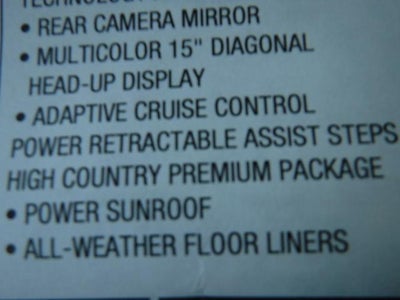 TECHNOLOGY
• REAR CAMERA MIRROR
• MULTICOLOR 15" DIAGONAL
HEAD-UP DISPLAY
• ADAPTIVE CRUISE CONTROL
POWER RETRACTABLE ASSIST STEPS
HIGH COUNTRY PREMIUM PACKAGE
• POWER SUNROOF
• ALL-WEATHER FLOOR LINERS